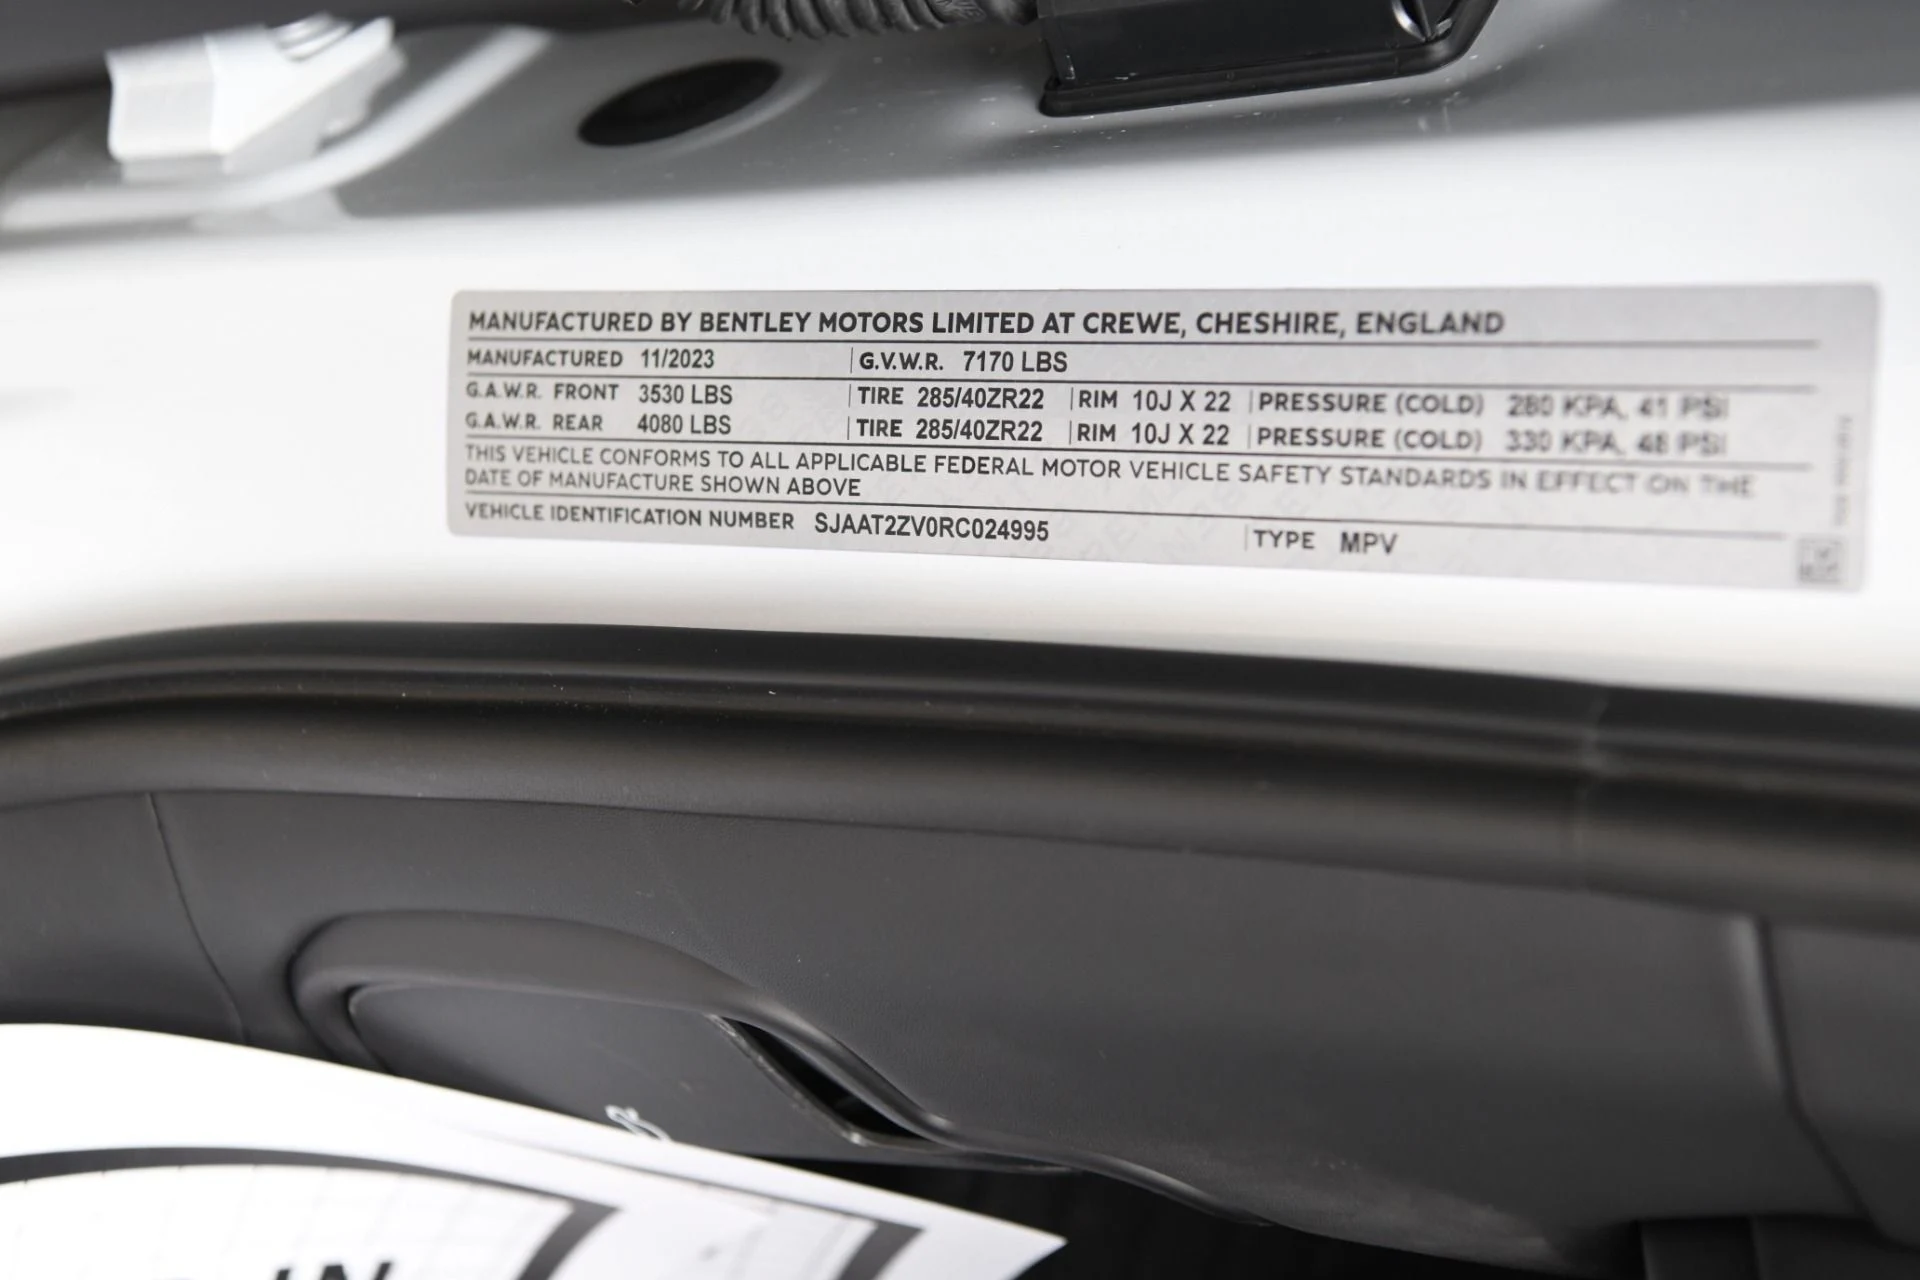 MANUFACTURED BY BENTLEY MOTORS LIMITED AT CREWE, CHESHIRE, ENGLAND
MANUFACTURED 11/2023 G.V.W.R. 7170 LBS
G.A.W.R. FRONT 3530 LBS TIRE 285/40ZR22 RIM 10J X 22 PRESSURE (COLD) 280 KPA, 41 PSI
G.A.W.R. REAR 4080 LBS TIRE 285/40ZR22 RIM 10J X 22 PRESSURE (COLD) 330 KPA, 48 PSI
THIS VEHICLE CONFORMS TO ALL APPLICABLE FEDERAL MOTOR VEHICLE SAFETY STANDARDS IN EFFECT ON THE
DATE OF MANUFACTURE SHOWN ABOVE
VEHICLE IDENTIFICATION NUMBER SJAAT2ZV0RC024995 TYPE MPV